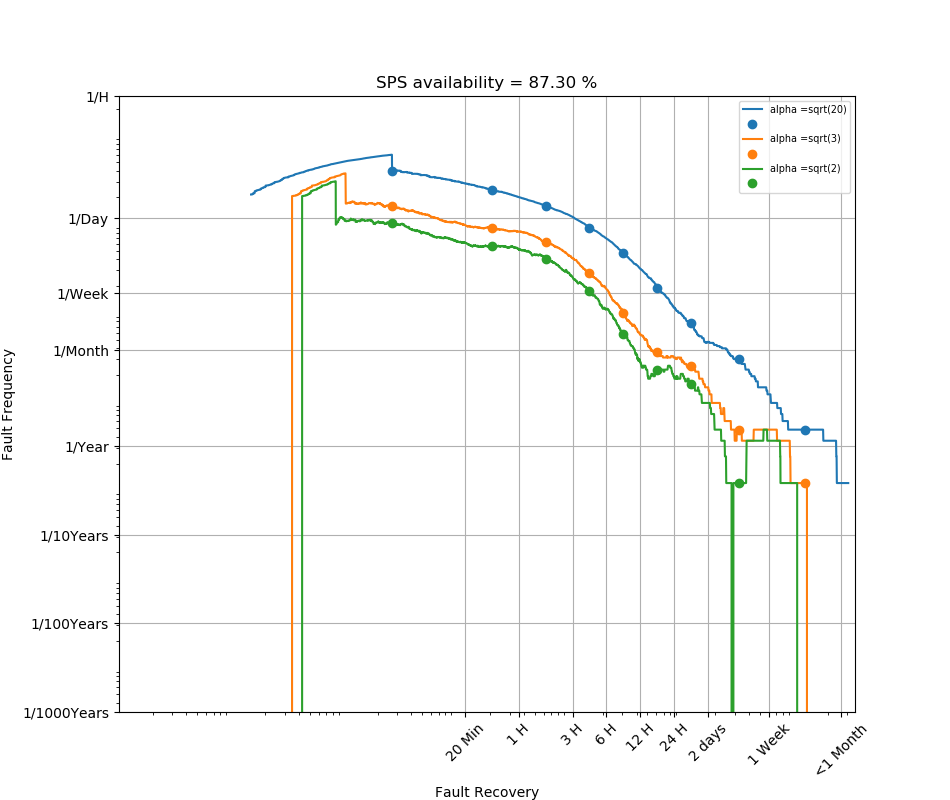 SPS availability = 87.30 %
1/H
1/Day
1/Week
1/Month
1/Year
1/10Years
1/100Years
1/1000Years
Fault Frequency
alpha =sqrt(20)
alpha =sqrt(3)
alpha =sqrt(2)
20 Min
1 H
3 H
6 H
12 H
24 H
2 days
1 Week
<1 Month
Fault Recovery